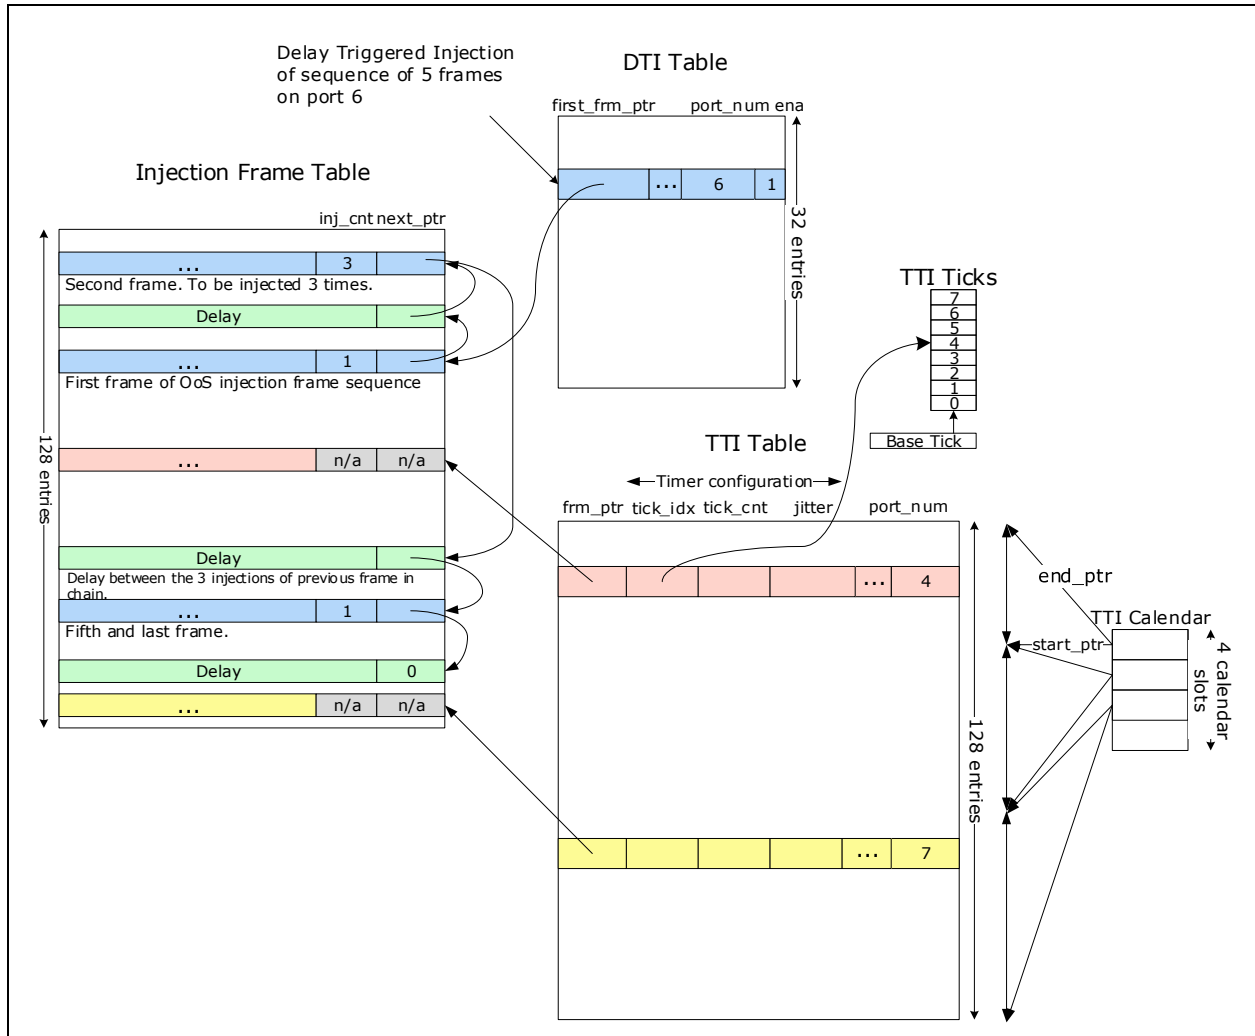 Delay Triggered Injection
of sequence of 5 frames
on port 6
DTI Table
first_frm_ptr port_num ena
... 6 1
32 entries
Injection Frame Table
inj_cnt next_ptr
... 3
Second frame. To be injected 3 times.
Delay
... 1
First frame of OoS injection frame sequence
... n/a n/a
Delay
Delay between the 3 injections of previous frame in
chain.
... 1
Fifth and last frame.
Delay 0
... n/a n/a
128 entries
TTI Ticks
7
6
5
4
3
2
1
0
Base Tick
TTI Table
Timer configuration
frm_ptr tick_idx tick_cnt jitter port_num
... 4
... 7
128 entries
end_ptr
TTI Calendar
start_ptr
4 calendar
slots